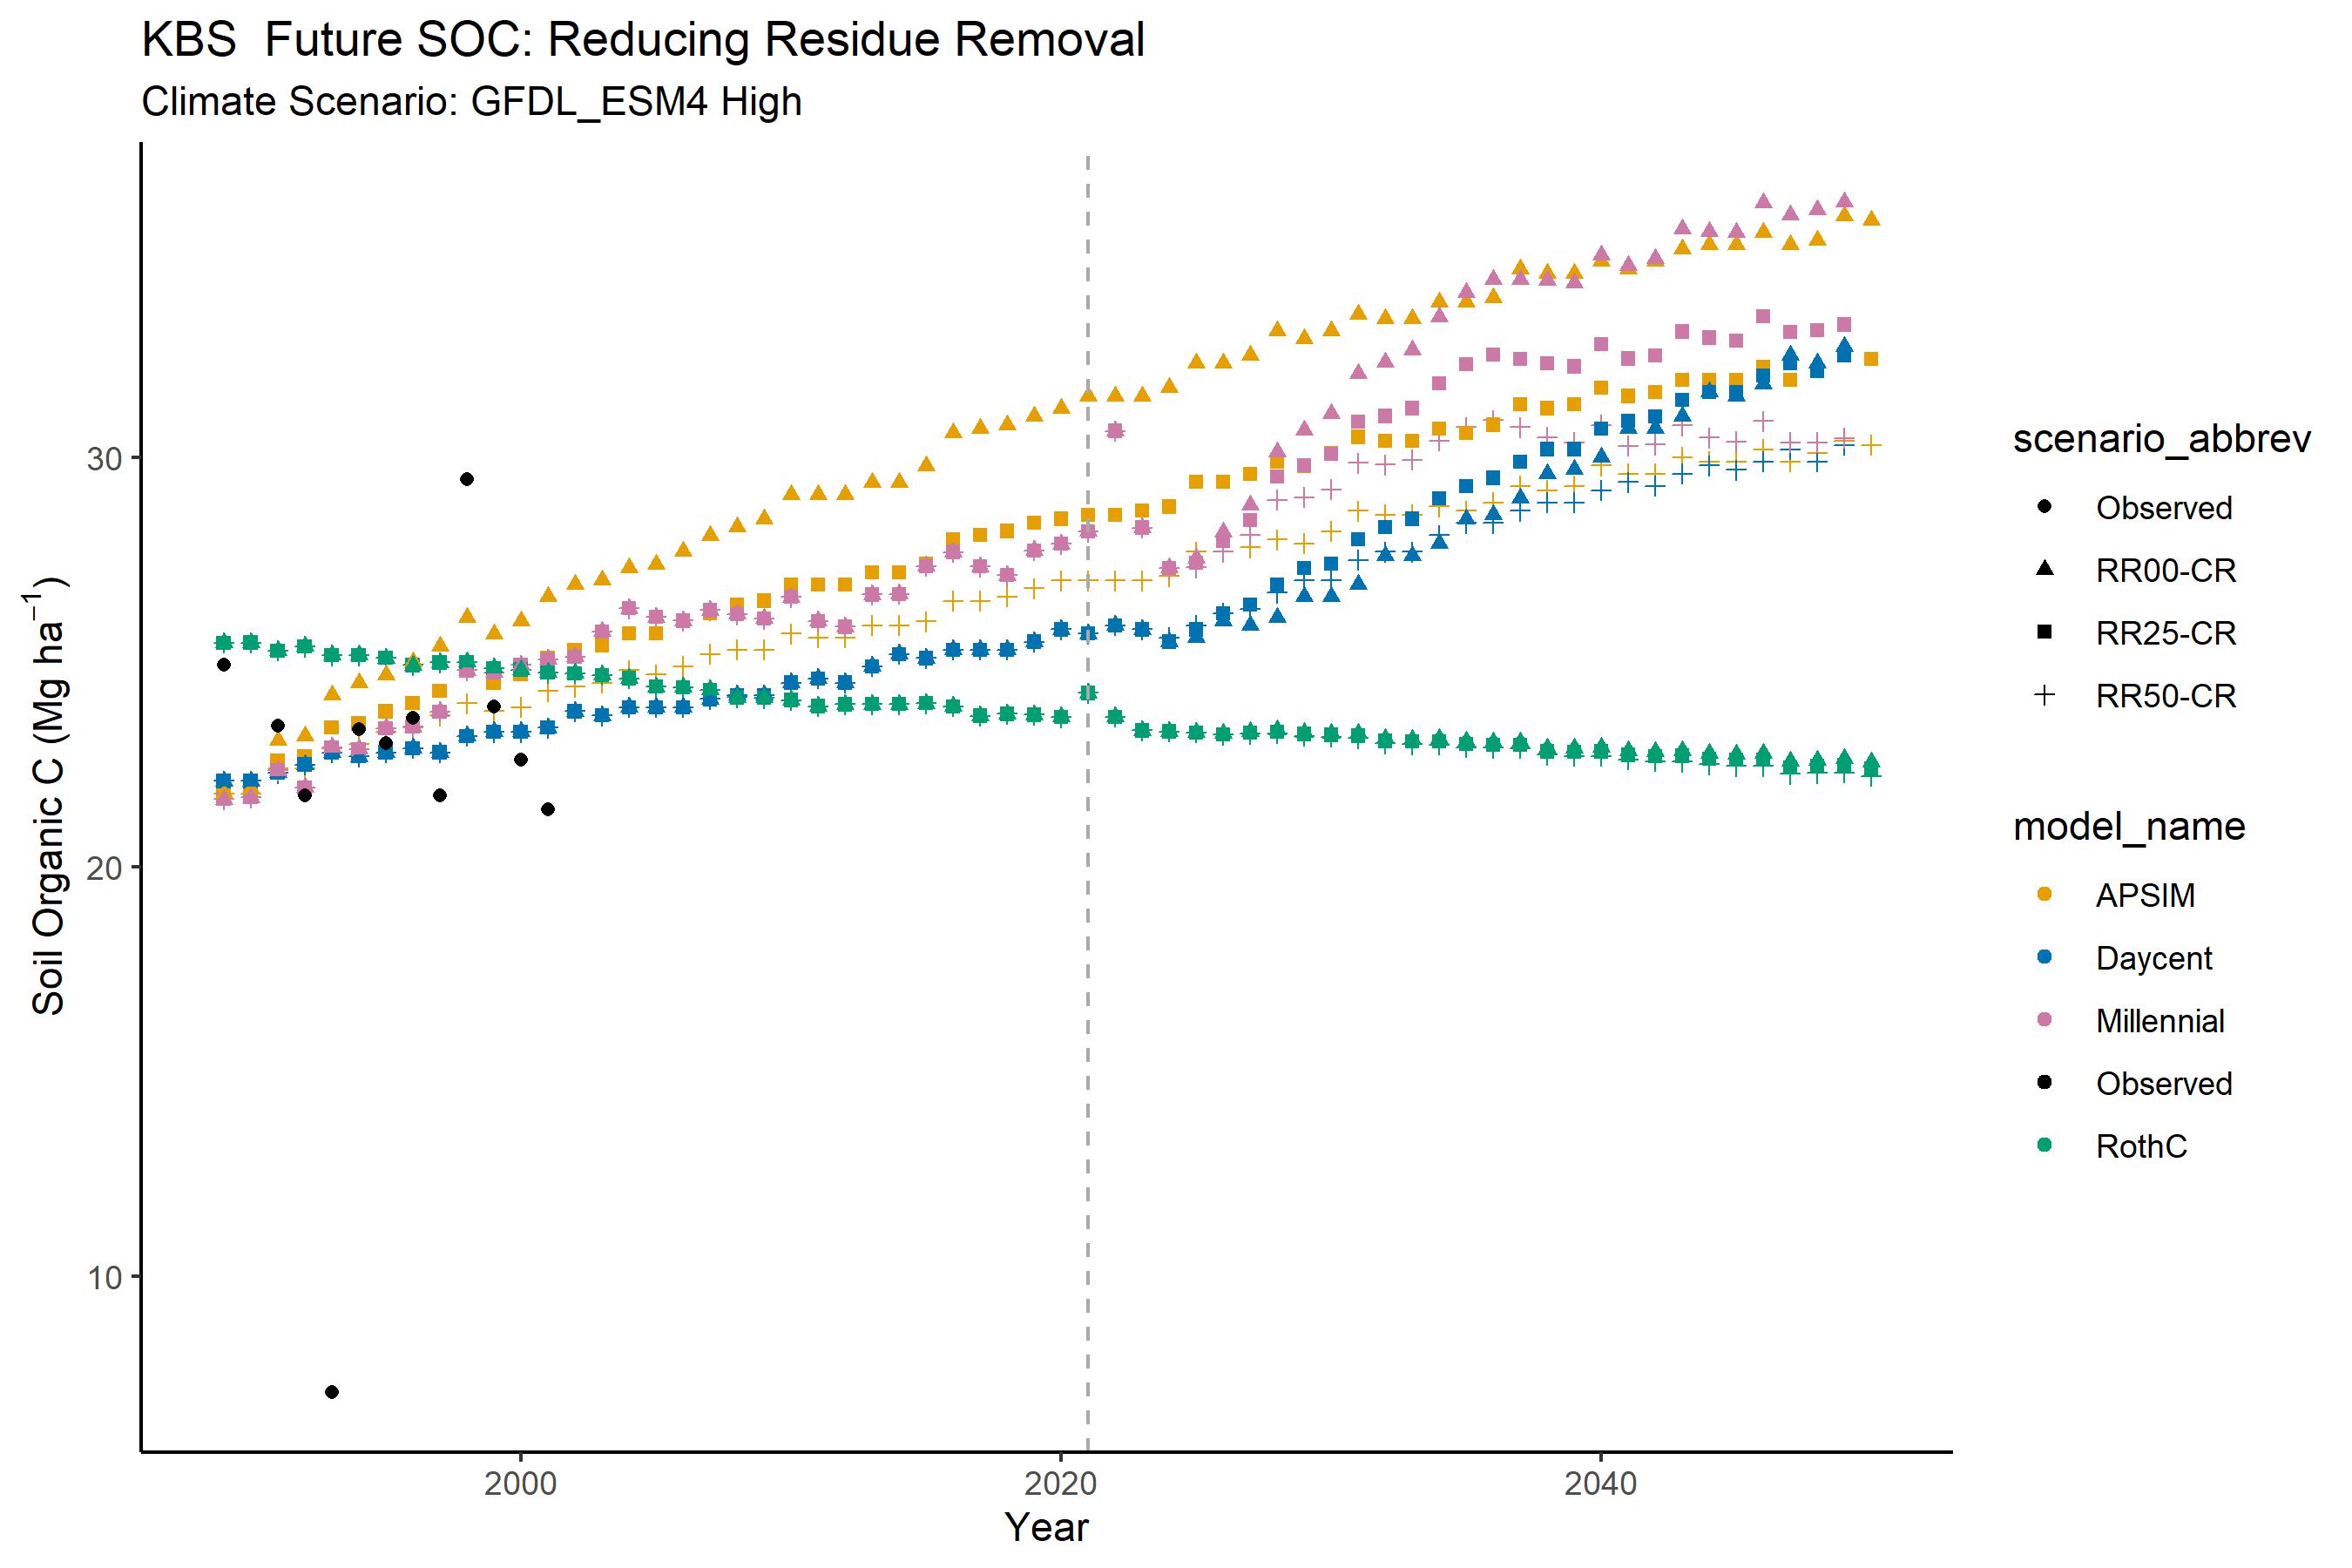 KBS  Future SOC: Reducing Residue Removal
Climate Scenario: GFDL_ESM4 High
Soil Organic C (Mg ha⁻¹)
30
20
10
2000
2020
2040
Year
scenario_abbrev
Observed
RR00-CR
RR25-CR
RR50-CR
model_name
APSIM
Daycent
Millennial
Observed
RothC